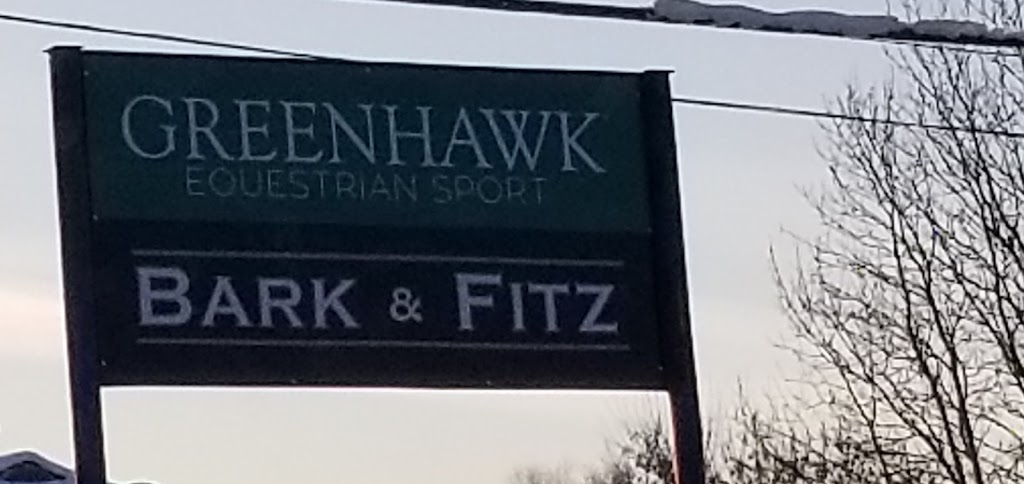 GREENHAWK
EQUESTRIAN SPORT
BARK & FITZ